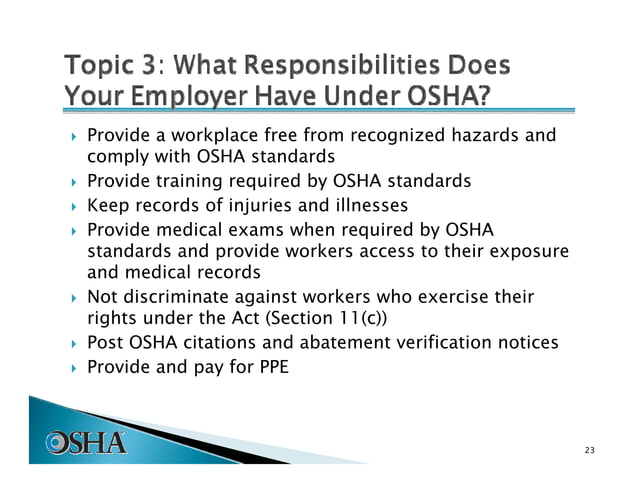 Topic 3: What Responsibilities Does
Your Employer Have Under OSHA?
Provide a workplace free from recognized hazards and
comply with OSHA standards
Provide training required by OSHA standards
Keep records of injuries and illnesses
Provide medical exams when required by OSHA
standards and provide workers access to their exposure
and medical records
Not discriminate against workers who exercise their
rights under the Act (Section 11(c))
Post OSHA citations and abatement verification notices
Provide and pay for PPE
OSHA
23